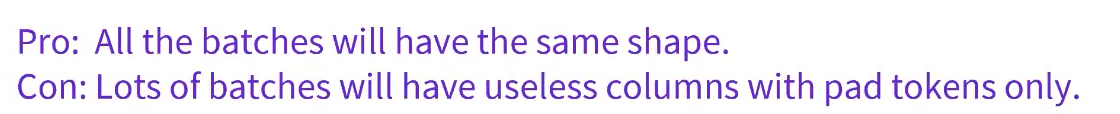 Pro:  All the batches will have the same shape.
Con: Lots of batches will have useless columns with pad tokens only.